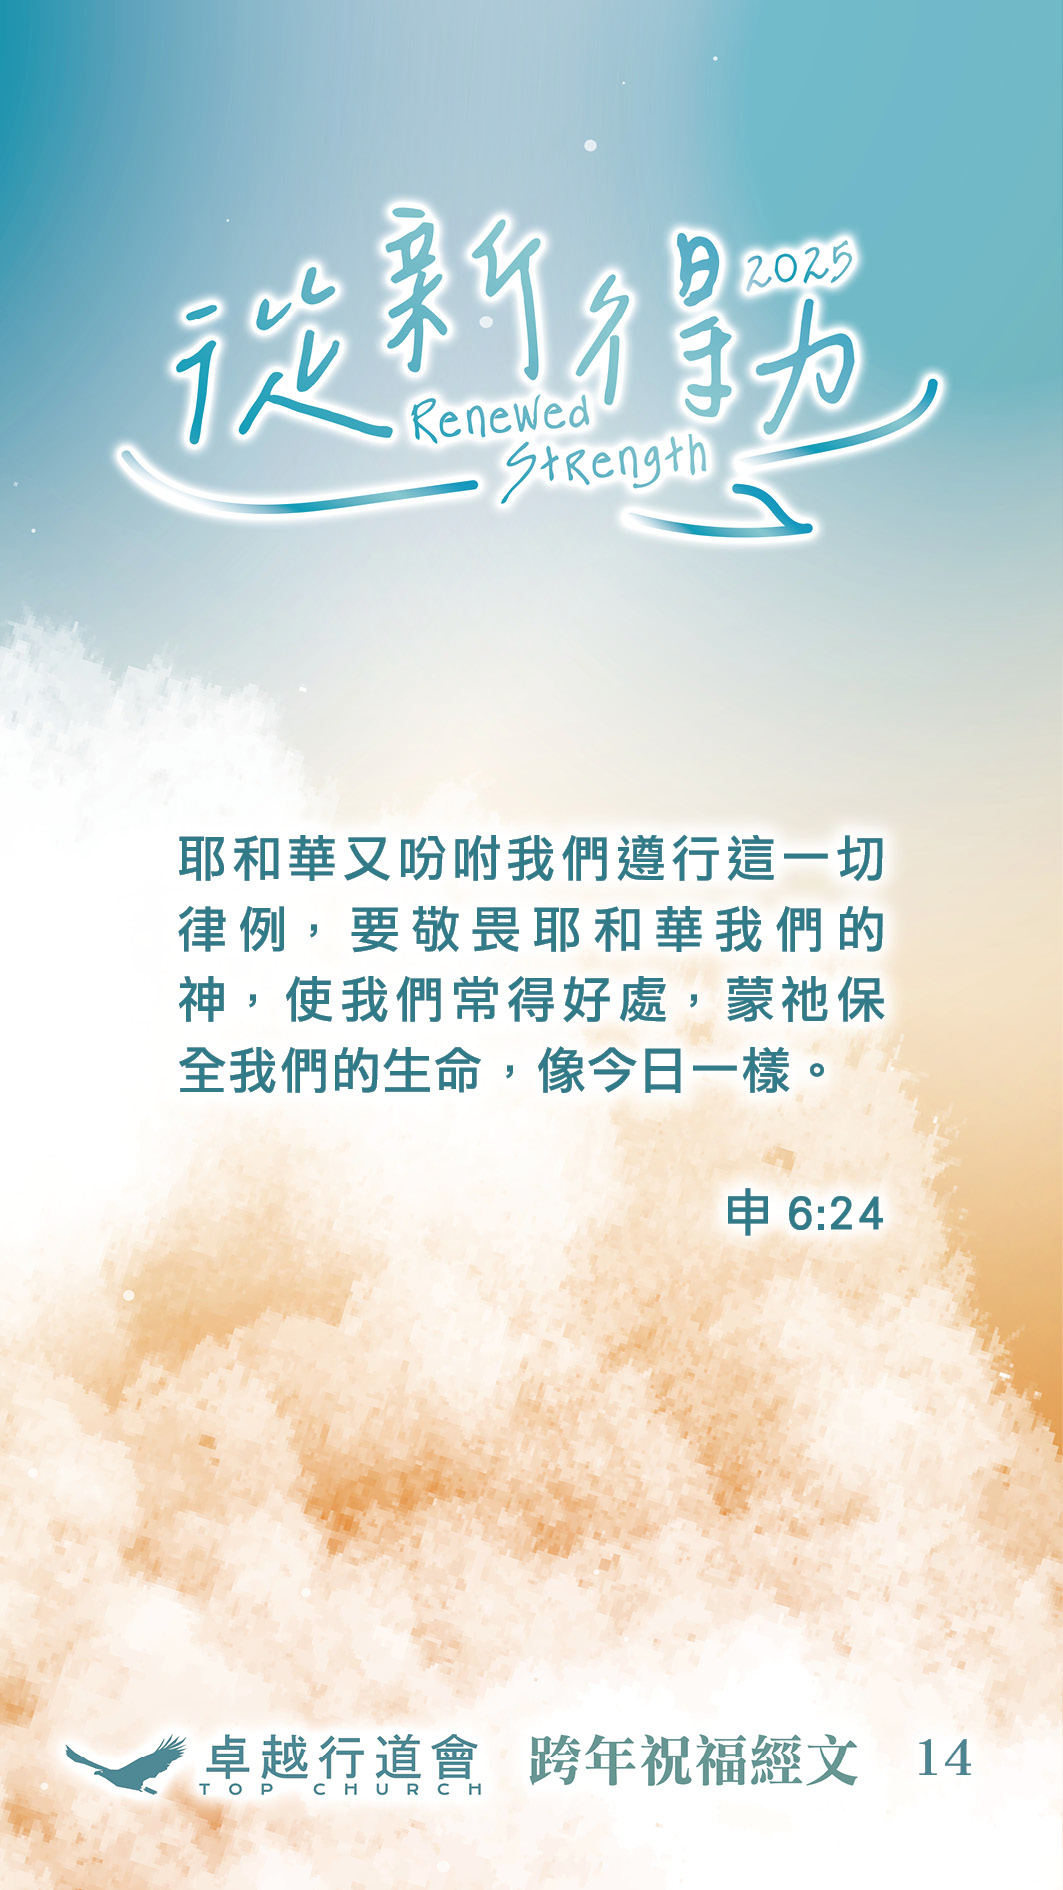 從新得力 2025
Renewed
Strength
耶和華又吩咐我們遵行這一切
律例，要敬畏耶和華我們的
神，使我們常得好處，蒙祂保
全我們的生命，像今日一樣。
申 6:24
卓越行道會 跨年祝福經文 14
TOP CHURCH